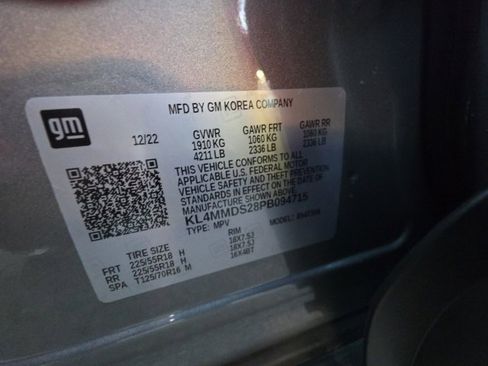 gm
MFD BY GM KOREA COMPANY
12/22 GVWR GAWR FRT GAWR RR
1910 KG 1060 KG 1060 KG
4211 LB 2336 LB 2336 LB
THIS VEHICLE CONFORMS TO ALL
APPLICABLE U.S. FEDERAL MOTOR
VEHICLE SAFETY AND THEFT PREVENTION
STANDARDS IN EFFECT ON THE DATE OF
MANUFACTURE SHOWN ABOVE.
KL4MMDS28PB094715
TYPE: MPV MODEL:
TIRE SIZE RIM
FRT 225/55R18 H 18X7.5J
RR 225/55R18 H 18X7.5J
SPA T125/70R16 M 16X4BT